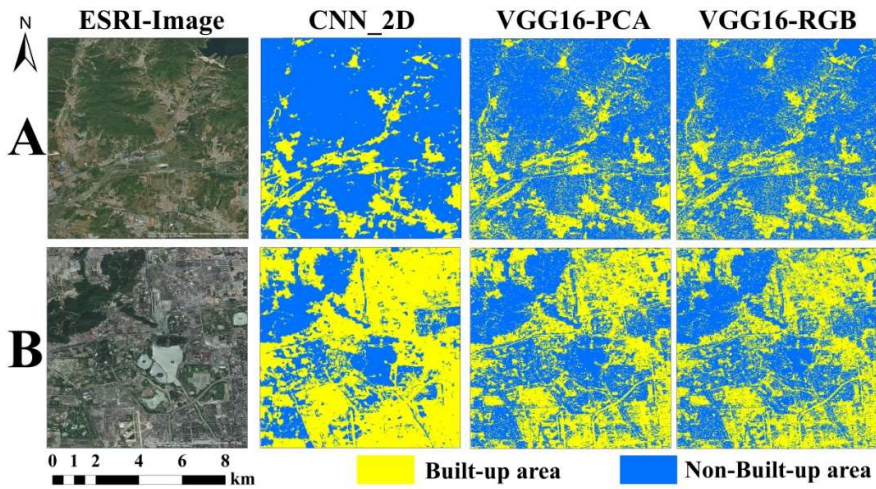 N
ESRI-Image CNN_2D VGG16-PCA VGG16-RGB
A
B
0 1 2 4 6 8
km
Built-up area Non-Built-up area